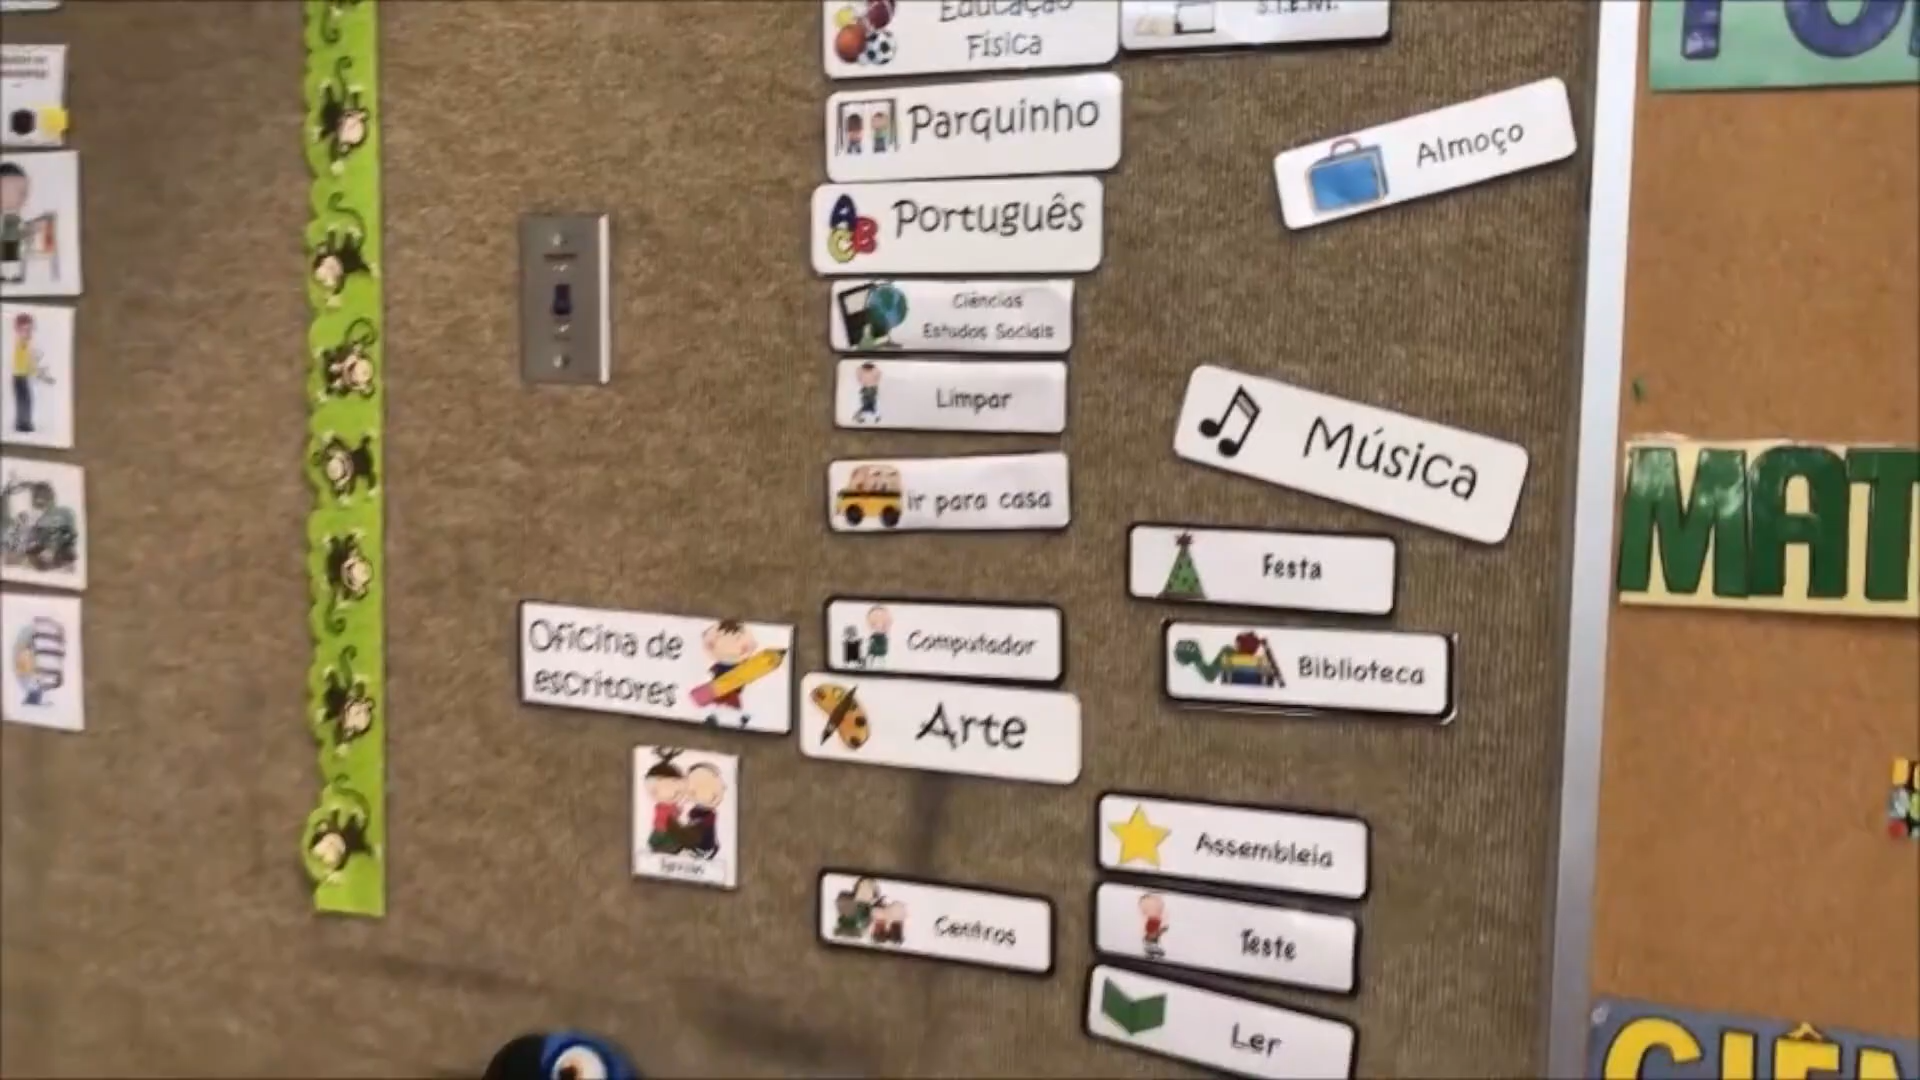 Educação
Física
S.T.E.M.
Parquinho
Almoço
Português
Ciências
Estudos Sociais
Limpar
Música
ir para casa
Festa
Oficina de
escritores
Computador
Biblioteca
Arte
Assembleia
Centros
Teste
Ler
MAT
CIÊN